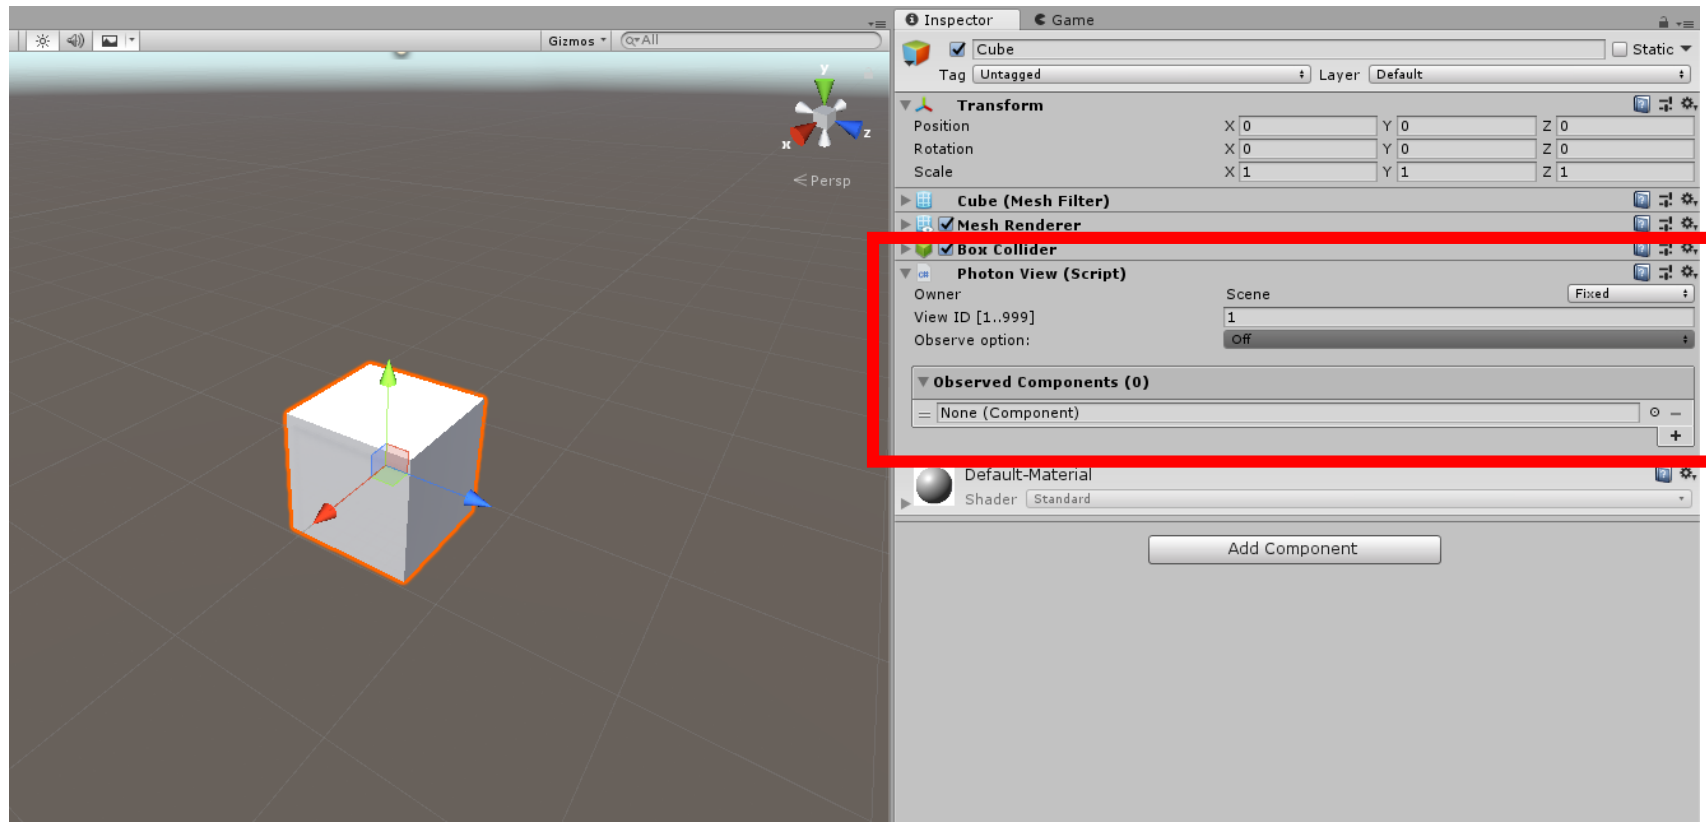 Inspector Game
Gizmos All
Cube Static
Tag Untagged Layer Default
Transform
Position X 0 Y 0 Z 0
Rotation X 0 Y 0 Z 0
Scale X 1 Y 1 Z 1
Cube (Mesh Filter)
Mesh Renderer
Box Collider
Photon View (Script)
Owner Scene Fixed
View ID [1..999] 1
Observe option: Off
Observed Components (0)
None (Component)
Default-Material
Shader Standard
Add Component
y
x z
Persp